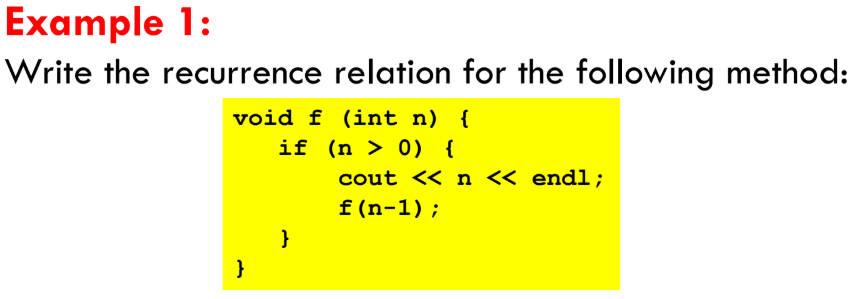 Example 1:
Write the recurrence relation for the following method:
void f (int n) {
if (n > 0) {
cout << n << endl;
f(n-1);
}
}